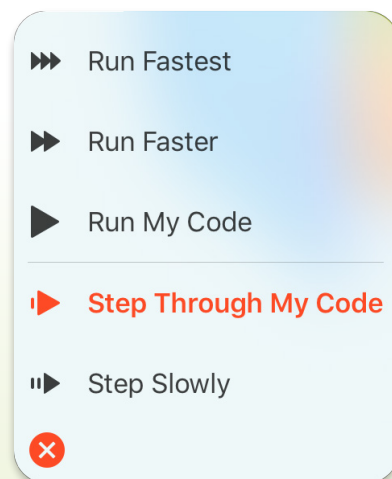 Run Fastest
Run Faster
Run My Code
Step Through My Code
Step Slowly